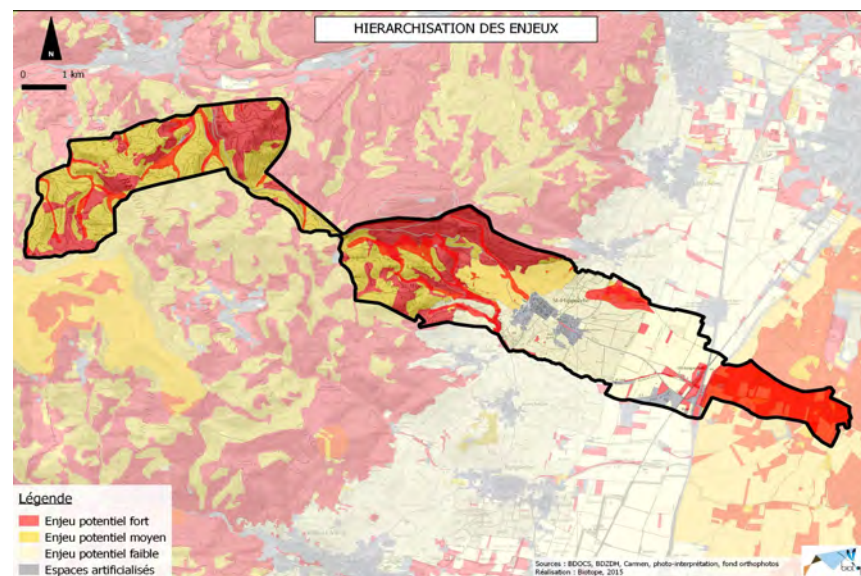 HIERARCHISATION DES ENJEUX
N
0 1 km
Légende
Enjeu potentiel fort
Enjeu potentiel moyen
Enjeu potentiel faible
Espaces artificialisés
Sources : BDOCS, BDZDH, Carmen, photo-interprétation, fond orthophotos
Réalisation : Biotope, 2015